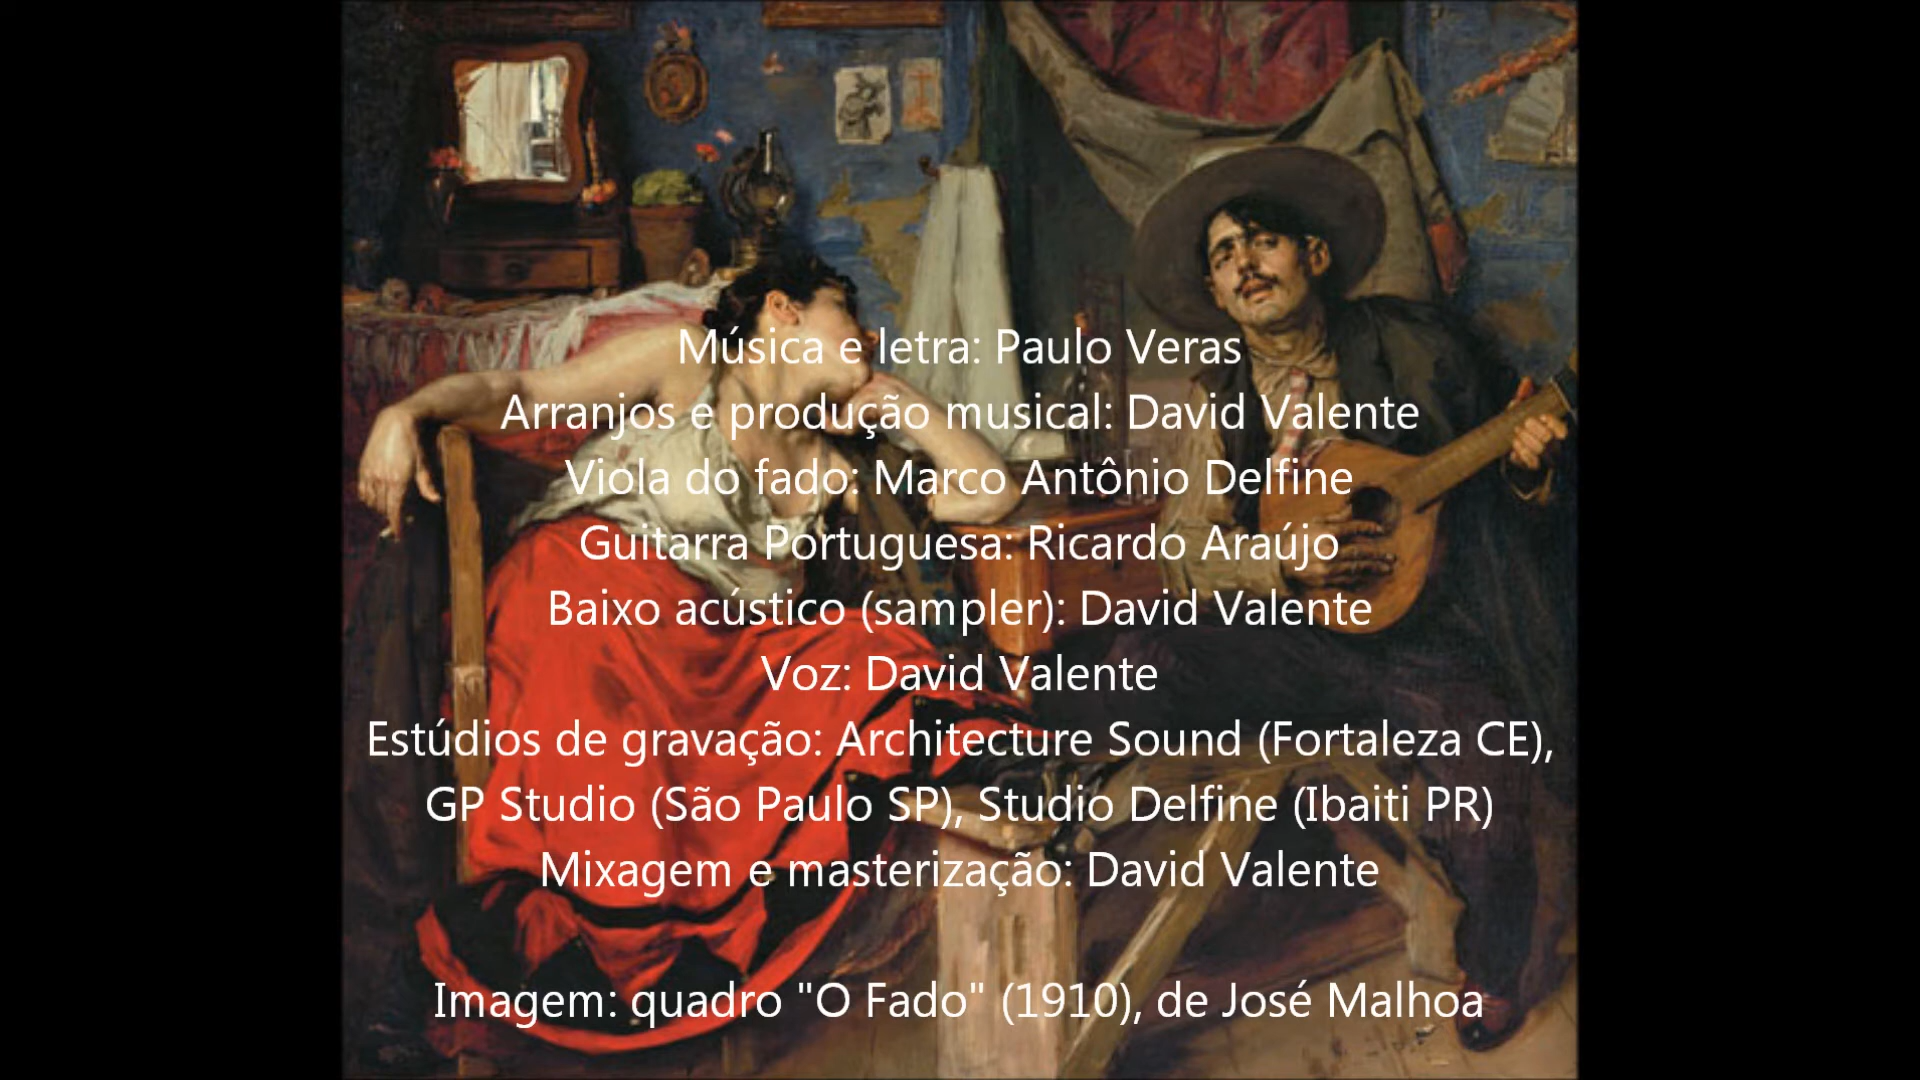 Música e letra: Paulo Veras
Arranjos e produção musical: David Valente
Viola do fado: Marco Antônio Delfine
Guitarra Portuguesa: Ricardo Araújo
Baixo acústico (sampler): David Valente
Voz: David Valente
Estúdios de gravação: Architecture Sound (Fortaleza CE),
GP Studio (São Paulo SP), Studio Delfine (Ibaiti PR)
Mixagem e masterização: David Valente
Imagem: quadro "O Fado" (1910), de José Malhoa